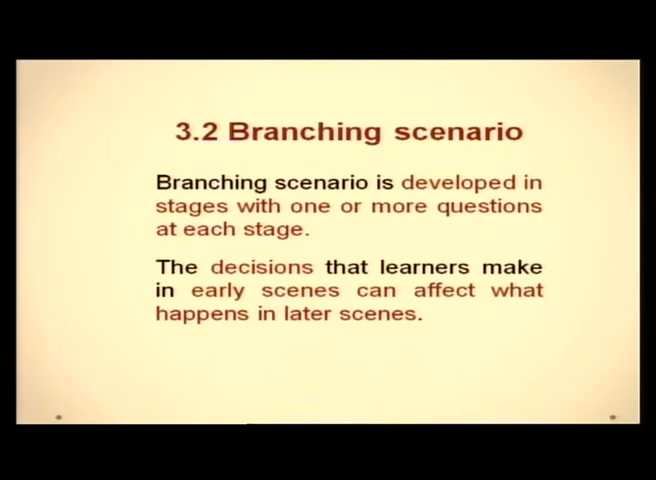 3.2 Branching scenario
Branching scenario is developed in
stages with one or more questions
at each stage.
The decisions that learners make
in early scenes can affect what
happens in later scenes.